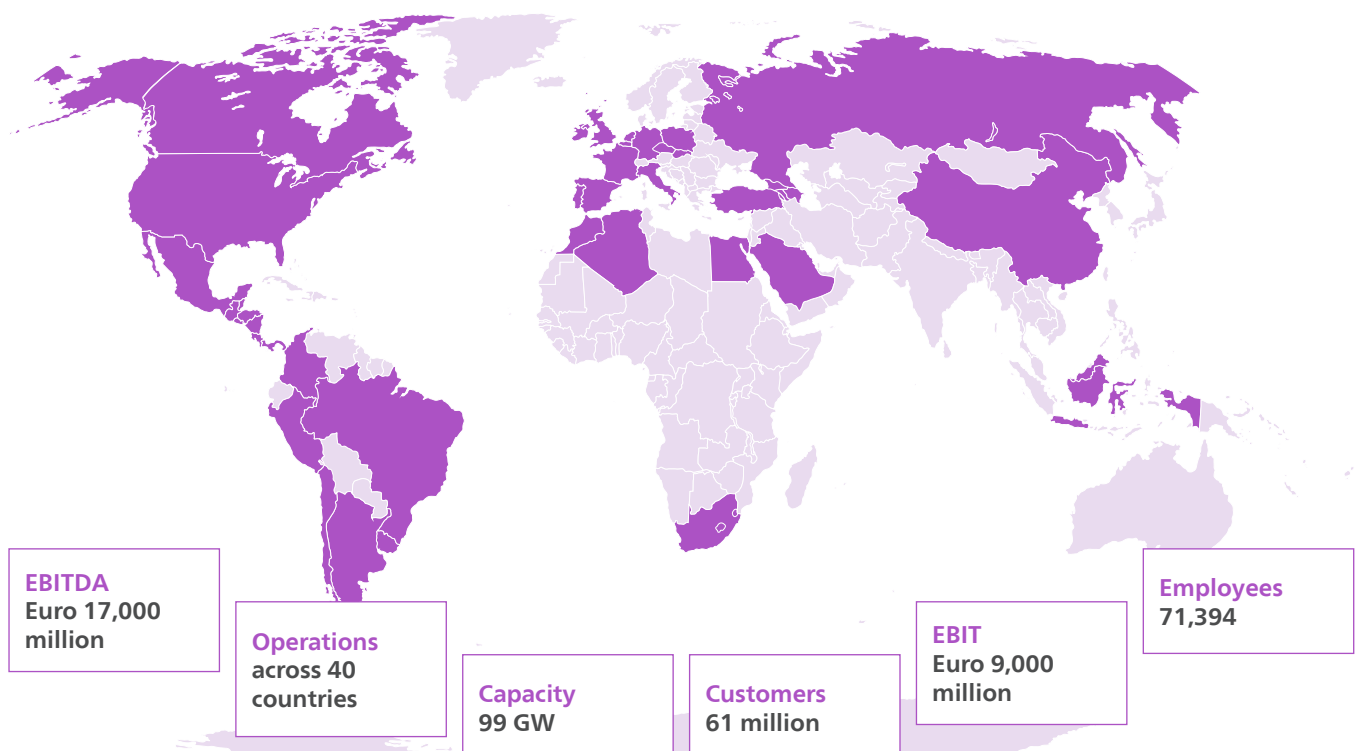 EBITDA
Euro 17,000
million
Operations
across 40
countries
Capacity
99 GW
Customers
61 million
EBIT
Euro 9,000
million
Employees
71,394